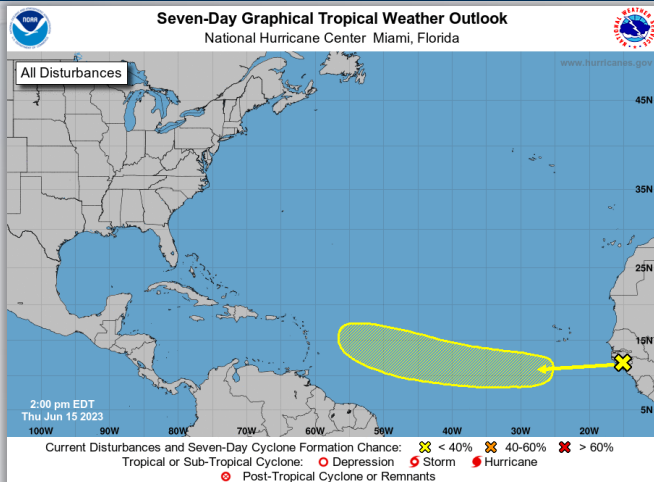 Seven-Day Graphical Tropical Weather Outlook
National Hurricane Center Miami, Florida
NOAA
All Disturbances
www.hurricanes.gov
45N
35N
25N
15N
5N
2:00 pm EDT
Thu Jun 15 2023
100W 90W 80W 70W 60W 50W 40W 30W 20W
Current Disturbances and Seven-Day Cyclone Formation Chance: < 40% 40-60% > 60%
Tropical or Sub-Tropical Cyclone: Depression Storm Hurricane
Post-Tropical Cyclone or Remnants